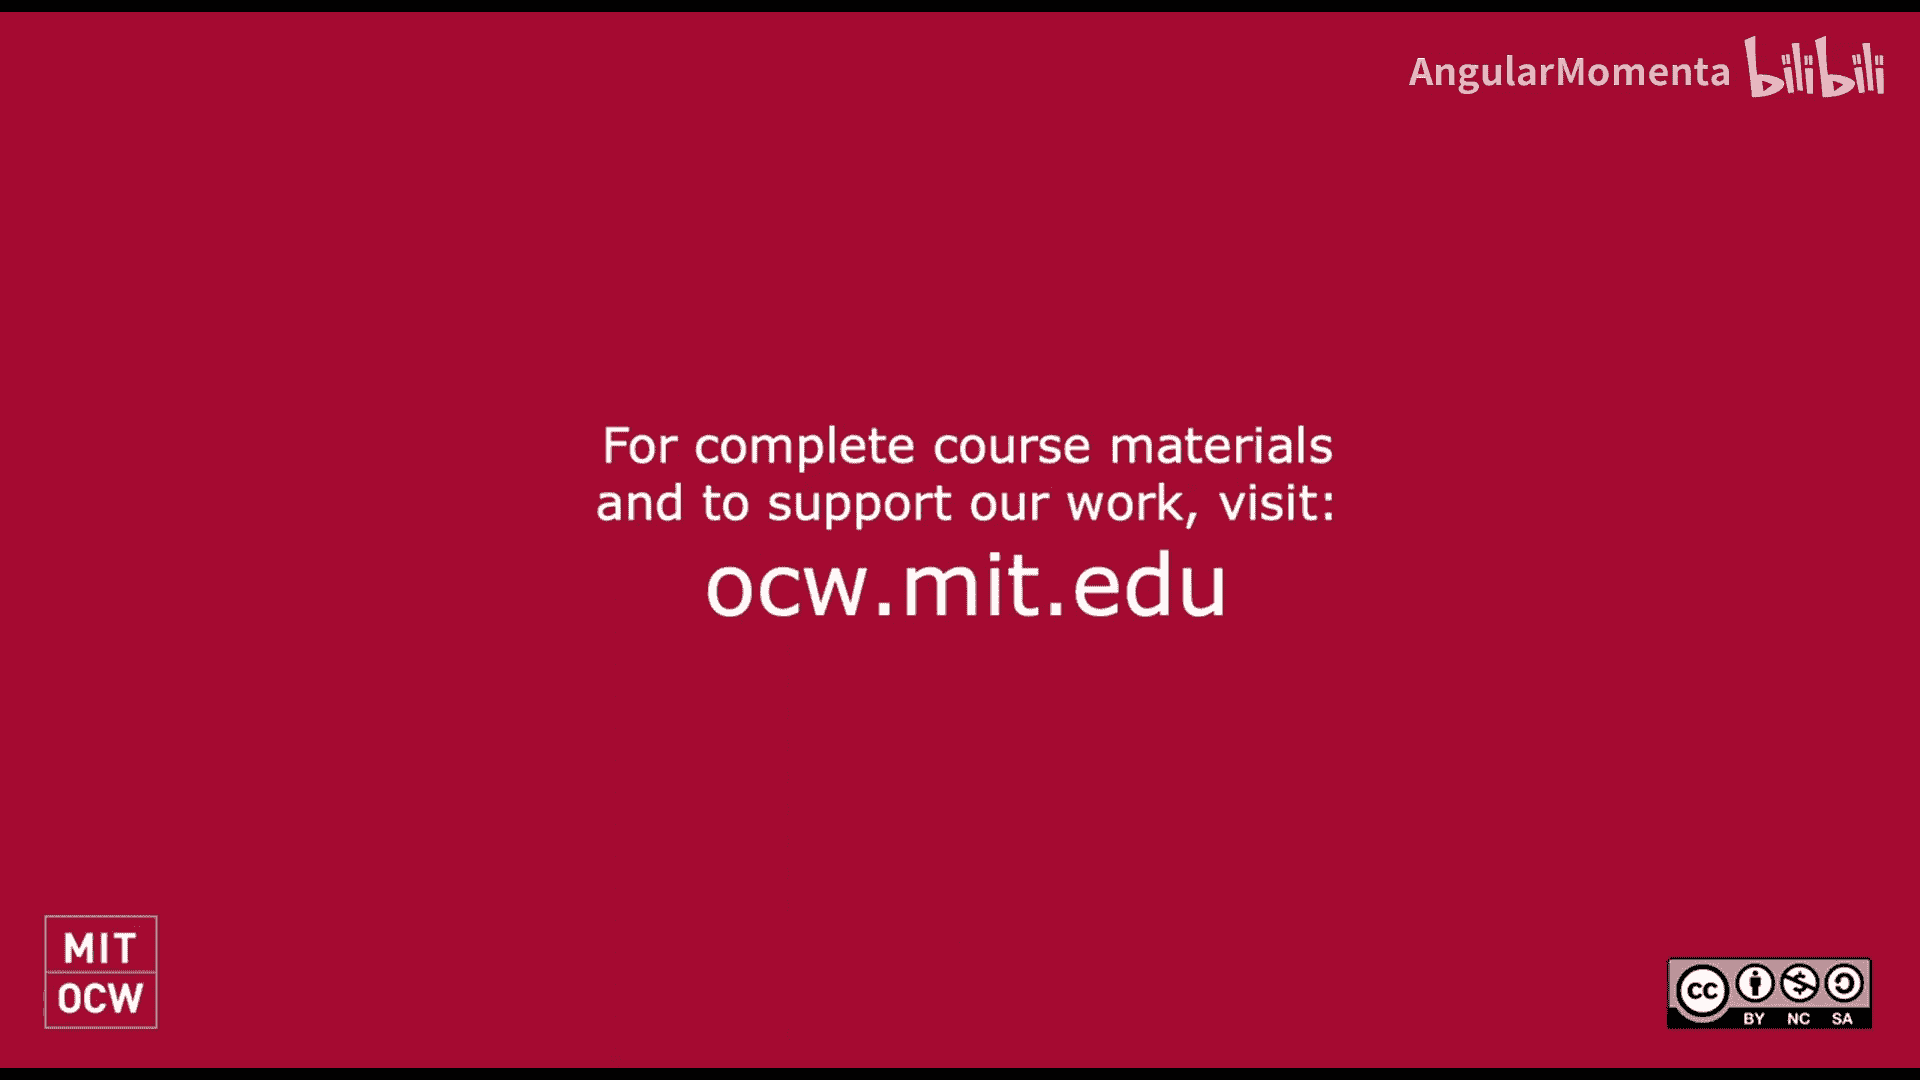 AngularMomenta bilibili
For complete course materials
and to support our work, visit:
ocw.mit.edu
MIT
OCW
cc
BY NC SA